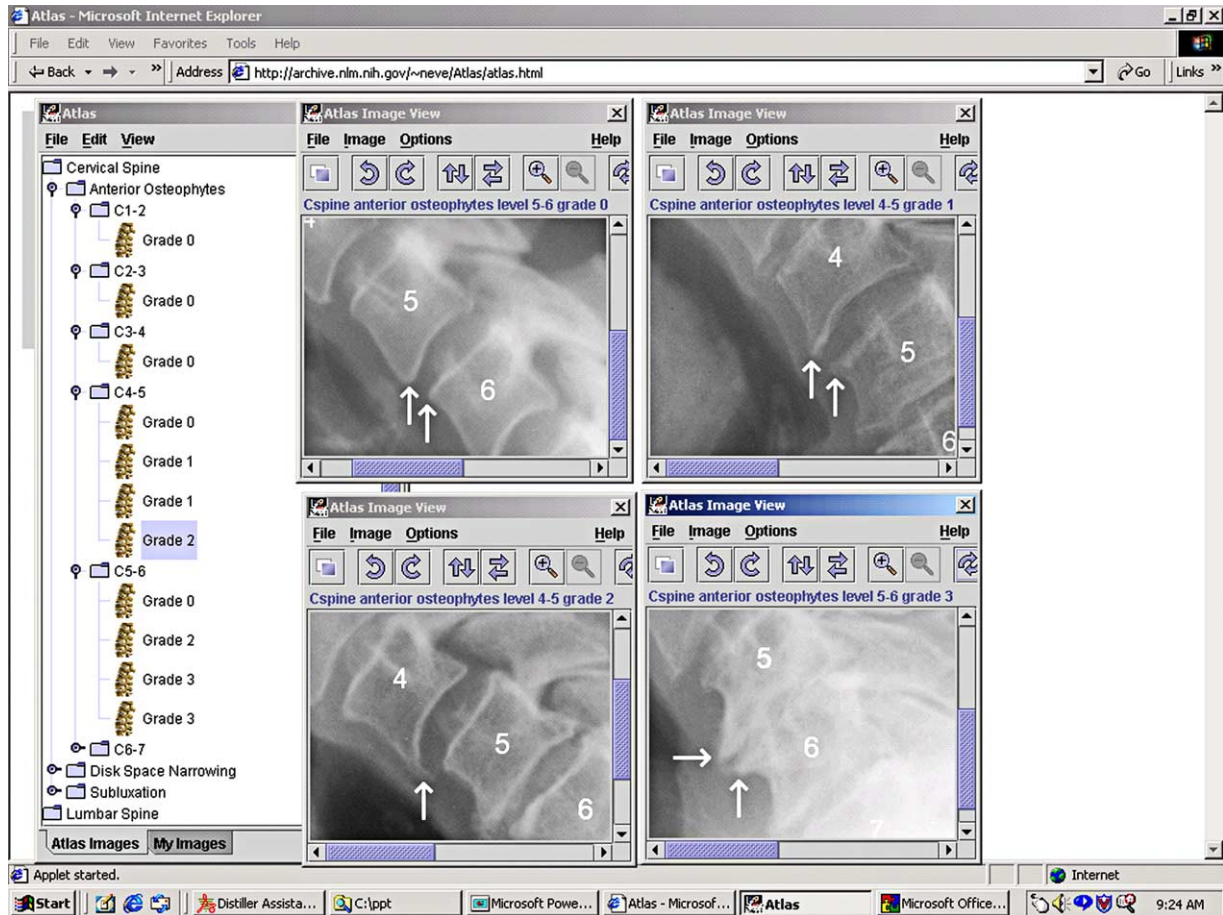 Atlas - Microsoft Internet Explorer
File Edit View Favorites Tools Help
Back » Address http://archive.nlm.nih.gov/~neve/Atlas/atlas.html Go Links »
Atlas
File Edit View
Cervical Spine
Anterior Osteophytes
C1-2
Grade 0
C2-3
Grade 0
C3-4
Grade 0
C4-5
Grade 0
Grade 1
Grade 1
Grade 2
C5-6
Grade 0
Grade 2
Grade 3
Grade 3
C6-7
Disk Space Narrowing
Subluxation
Lumbar Spine
Atlas Images My Images
Atlas Image View
File Image Options Help
Cspine anterior osteophytes level 5-6 grade 0
5
6
Atlas Image View
File Image Options Help
Cspine anterior osteophytes level 4-5 grade 1
4
5
6
Atlas Image View
File Image Options Help
Cspine anterior osteophytes level 4-5 grade 2
4
5
6
Atlas Image View
File Image Options Help
Cspine anterior osteophytes level 5-6 grade 3
5
6
7
Applet started. Internet
Start Distiller Assista... C:\ppt Microsoft Powe... Atlas - Microsof... Atlas Microsoft Office... 9:24 AM